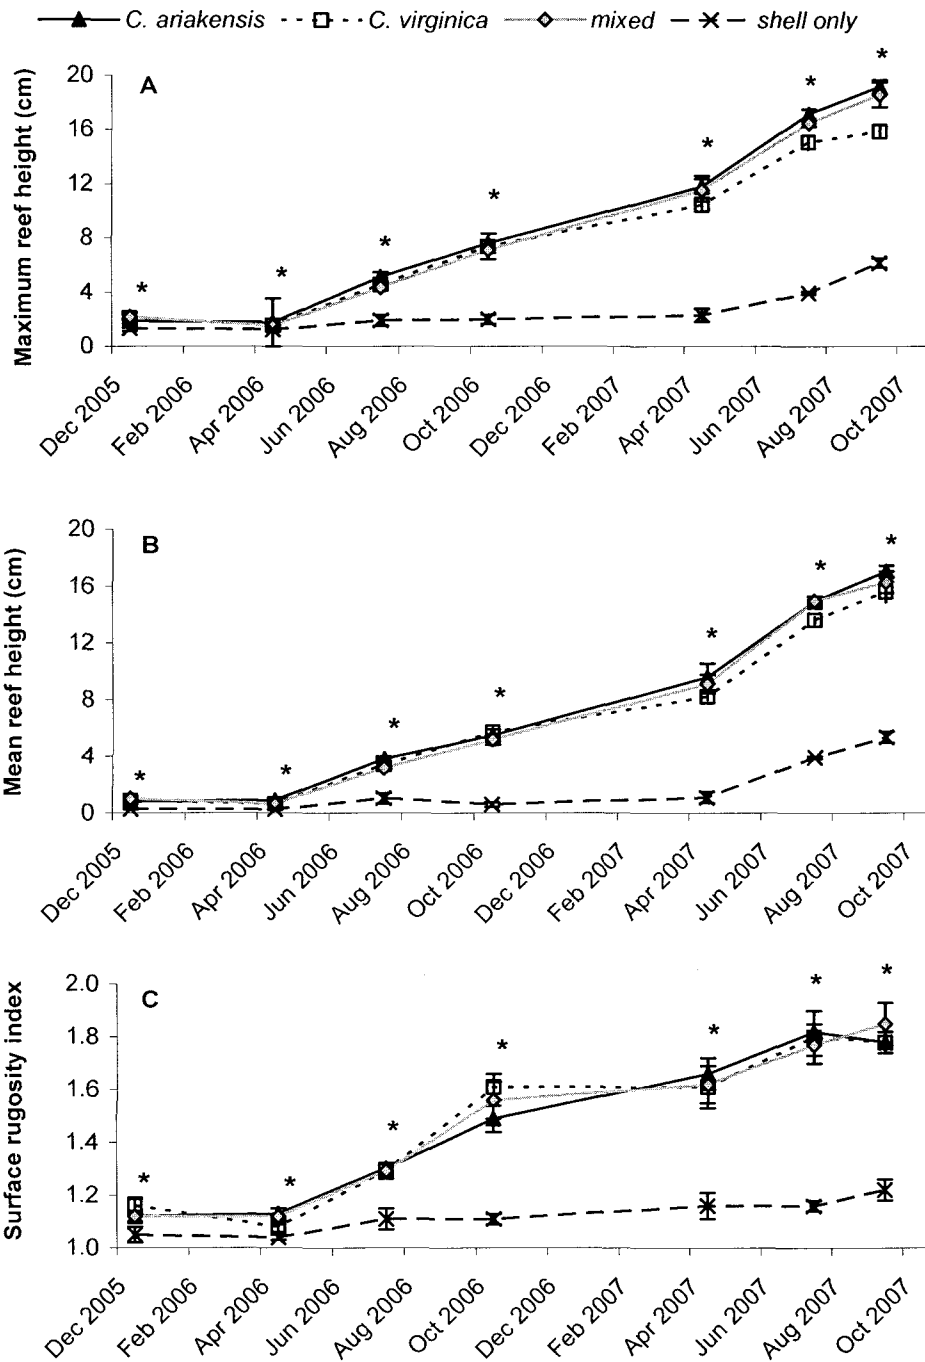 C. ariakensis C. virginica mixed shell only
A
Maximum reef height (cm)
20
16
12
8
4
0
* * * * * * *
Dec 2005 Feb 2006 Apr 2006 Jun 2006 Aug 2006 Oct 2006 Dec 2006 Feb 2007 Apr 2007 Jun 2007 Aug 2007 Oct 2007
B
Mean reef height (cm)
20
16
12
8
4
0
* * * * * * *
Dec 2005 Feb 2006 Apr 2006 Jun 2006 Aug 2006 Oct 2006 Dec 2006 Feb 2007 Apr 2007 Jun 2007 Aug 2007 Oct 2007
C
Surface rugosity index
2.0
1.8
1.6
1.4
1.2
1.0
* * * * * * *
Dec 2005 Feb 2006 Apr 2006 Jun 2006 Aug 2006 Oct 2006 Dec 2006 Feb 2007 Apr 2007 Jun 2007 Aug 2007 Oct 2007